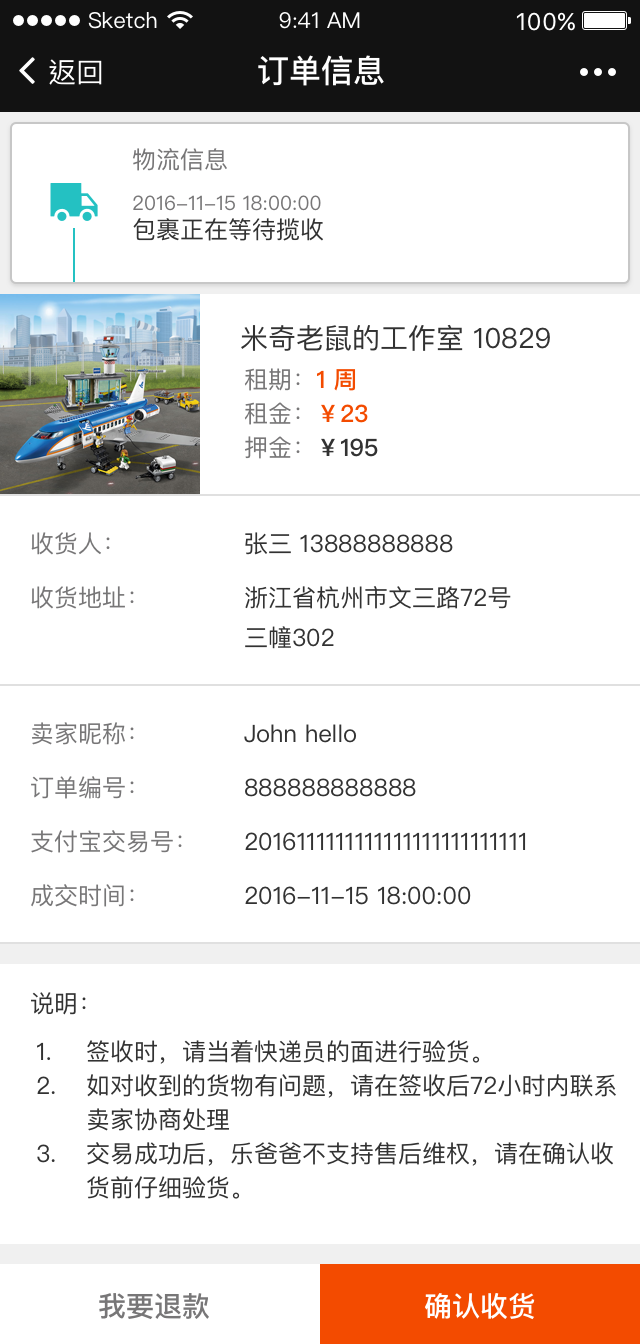 Sketch 9:41 AM 100%
返回 订单信息
物流信息
2016-11-15 18:00:00
包裹正在等待揽收
米奇老鼠的工作室 10829
租期：1 周
租金：￥23
押金：￥195
收货人： 张三 13888888888
收货地址： 浙江省杭州市文三路72号
三幢302
卖家昵称： John hello
订单编号： 888888888888
成交时间： 2016-11-15 18:00:00
说明：
1. 签收时，请当着快递员的面进行验货。
2. 如对收到的货物有问题，请在签收后72小时内联系
卖家协商处理
3. 交易成功后，乐爸爸不支持售后维权，请在确认收
货前仔细验货。
我要退款 确认收货